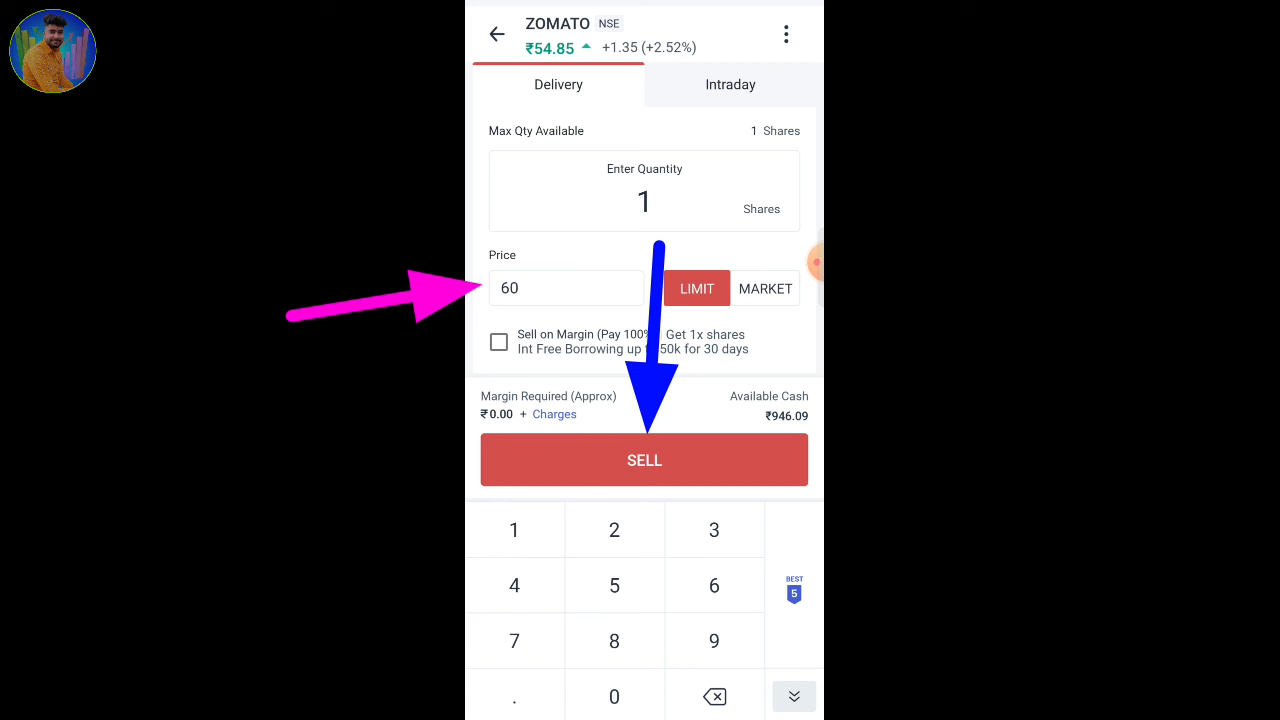 ZOMATO NSE
₹54.85 +1.35 (+2.52%)
Delivery Intraday
Max Qty Available 1 Shares
Enter Quantity
1
Shares
Price
60 LIMIT MARKET
Sell on Margin (Pay 100% Get 1x shares
Int Free Borrowing up 50k for 30 days
Margin Required (Approx) Available Cash
₹0.00 + Charges ₹946.09
SELL
1 2 3
BEST
5
4 5 6
7 8 9
. 0